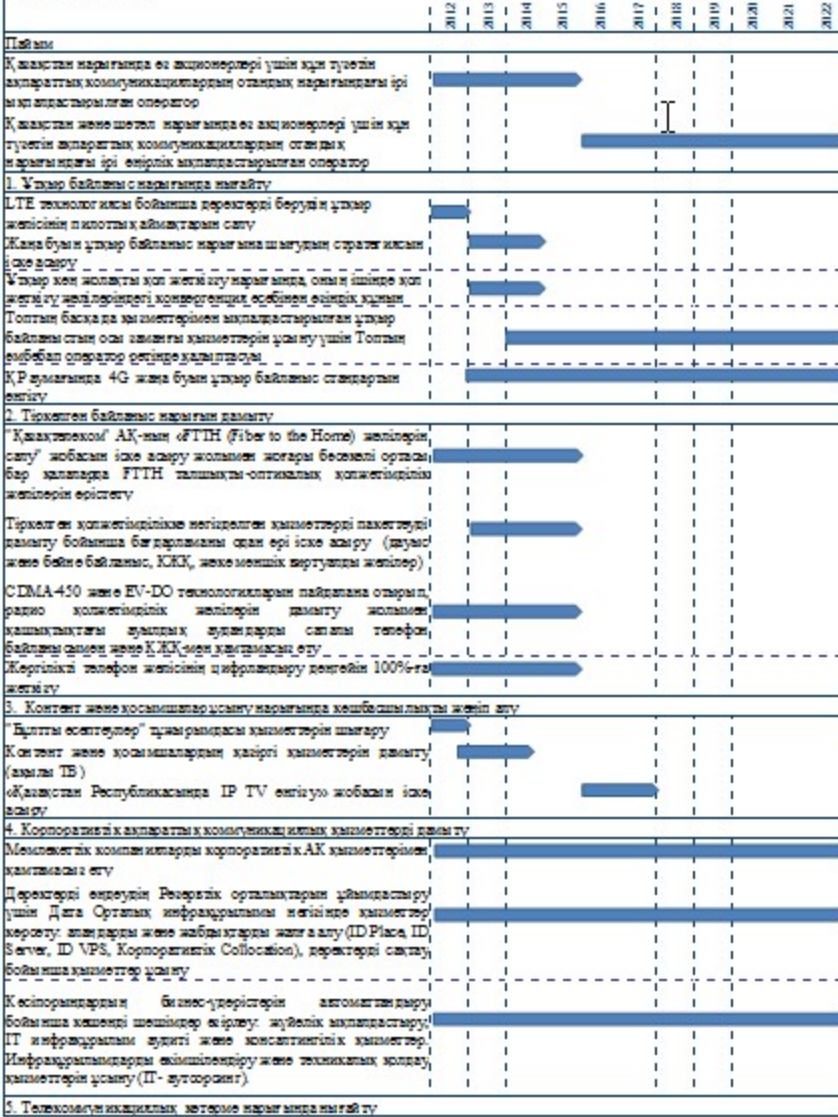 2012 2013 2014 2015 2016 2017 2018 2019 2020 2021 2022
Пайым
Қазақстан нарығында өз акционерлері үшін құн түзетін
ақпараттық коммуникациялардың отандық нарығындағы ірі
ықпалдастырылған оператор
Қазақстан және шетел нарығында өз акционерлері үшін құн
түзетін ақпараттық коммуникациялардың отандық
нарығындағы ірі өңірлік ықпалдастырылған оператор
1. Ұтқыр байланыс нарығында нығайту
LTE технологиясы бойынша деректерді берудің ұтқыр
желісінің пилоттық аймақтарын салу
Жаңа буын ұтқыр байланыс нарығына шығудың стратегиясын
іске асыру
Ұтқыр кең жолақты қол жеткізу нарығында, оның ішінде қол
жеткізу желілеріндегі конвергенция есебінен өзіндік құнын
Топтың басқа да қызметтерімен ықпалдастырылған ұтқыр
байланыстың осы заманғы қызметтерін ұсыну үшін Топтың
әмбебап оператор ретінде қалыптасуы
ҚР аумағында 4G жаңа буын ұтқыр байланыс стандартын
енгізу
2. Тіркелген байланыс нарығын дамыту
"Қазақтелеком" АҚ-ның «FTTH (Fiber to the Home) желілерін
салу" жобасын іске асыру жолымен жоғары бәсекелі ортасы
бар қалаларда FTTH талшықты-оптикалық қолжетімділік
желілерін өрістету
Тіркелген қолжетімділікке негізделген қызметтерді пакеттеуді
дамыту бойынша бағдарламаны одан әрі іске асыру (дауыс
және бейне байланыс, КЖҚ, жеке меншік виртуалды желілер)
CDMA-450 және EV-DO технологияларын пайдалана отырып,
радио қолжетімділік желілерін дамыту жолымен
қашықтықтағы ауылдық аудандарды сапалы телефон
байланысымен және КЖҚ-мен қамтамасыз ету
Жергілікті телефон желісінің цифрландыру деңгейін 100%-ға
жеткізу
3. Контент және қосымшалар ұсыну нарығында көшбасшылықты жеңіп алу
"Бұлтты есептеулер" тұжырымдасы қызметтерін шығару
Контент және қосымшалардың қазіргі қызметтерін дамыту
(ақылы ТВ)
«Қазақстан Республикасында IP TV енгізу» жобасын іске
асыру
4. Корпоративтік ақпараттық коммуникациялық қызметтерді дамыту
Мемлекеттік компанияларды корпоративтік АК қызметтерімен
қамтамасыз ету
Деректерді өңдеудің Резервтік орталықтарын ұйымдастыру
үшін Дата Орталық инфрақұрылымы негізінде қызметтер
көрсету: алаңдарды және жабдықтарды жалға алу (ID Place, ID
Server, ID VPS, Корпоративтік Collocation), деректерді сақтау
бойынша қызметтер ұсыну
Кәсіпорындардың бизнес-үдерістерін автоматтандыру
бойынша кешенді шешімдер әзірлеу: жүйелік ықпалдастыру,
IT инфрақұрылым аудиті және консалтингілік қызметтер.
Инфрақұрылымдарды әкімшілендіру және техникалық қолдау
қызметтерін ұсыну (IT- аутсорсинг).
5. Телекоммуникациялық көтерме нарығында нығайту